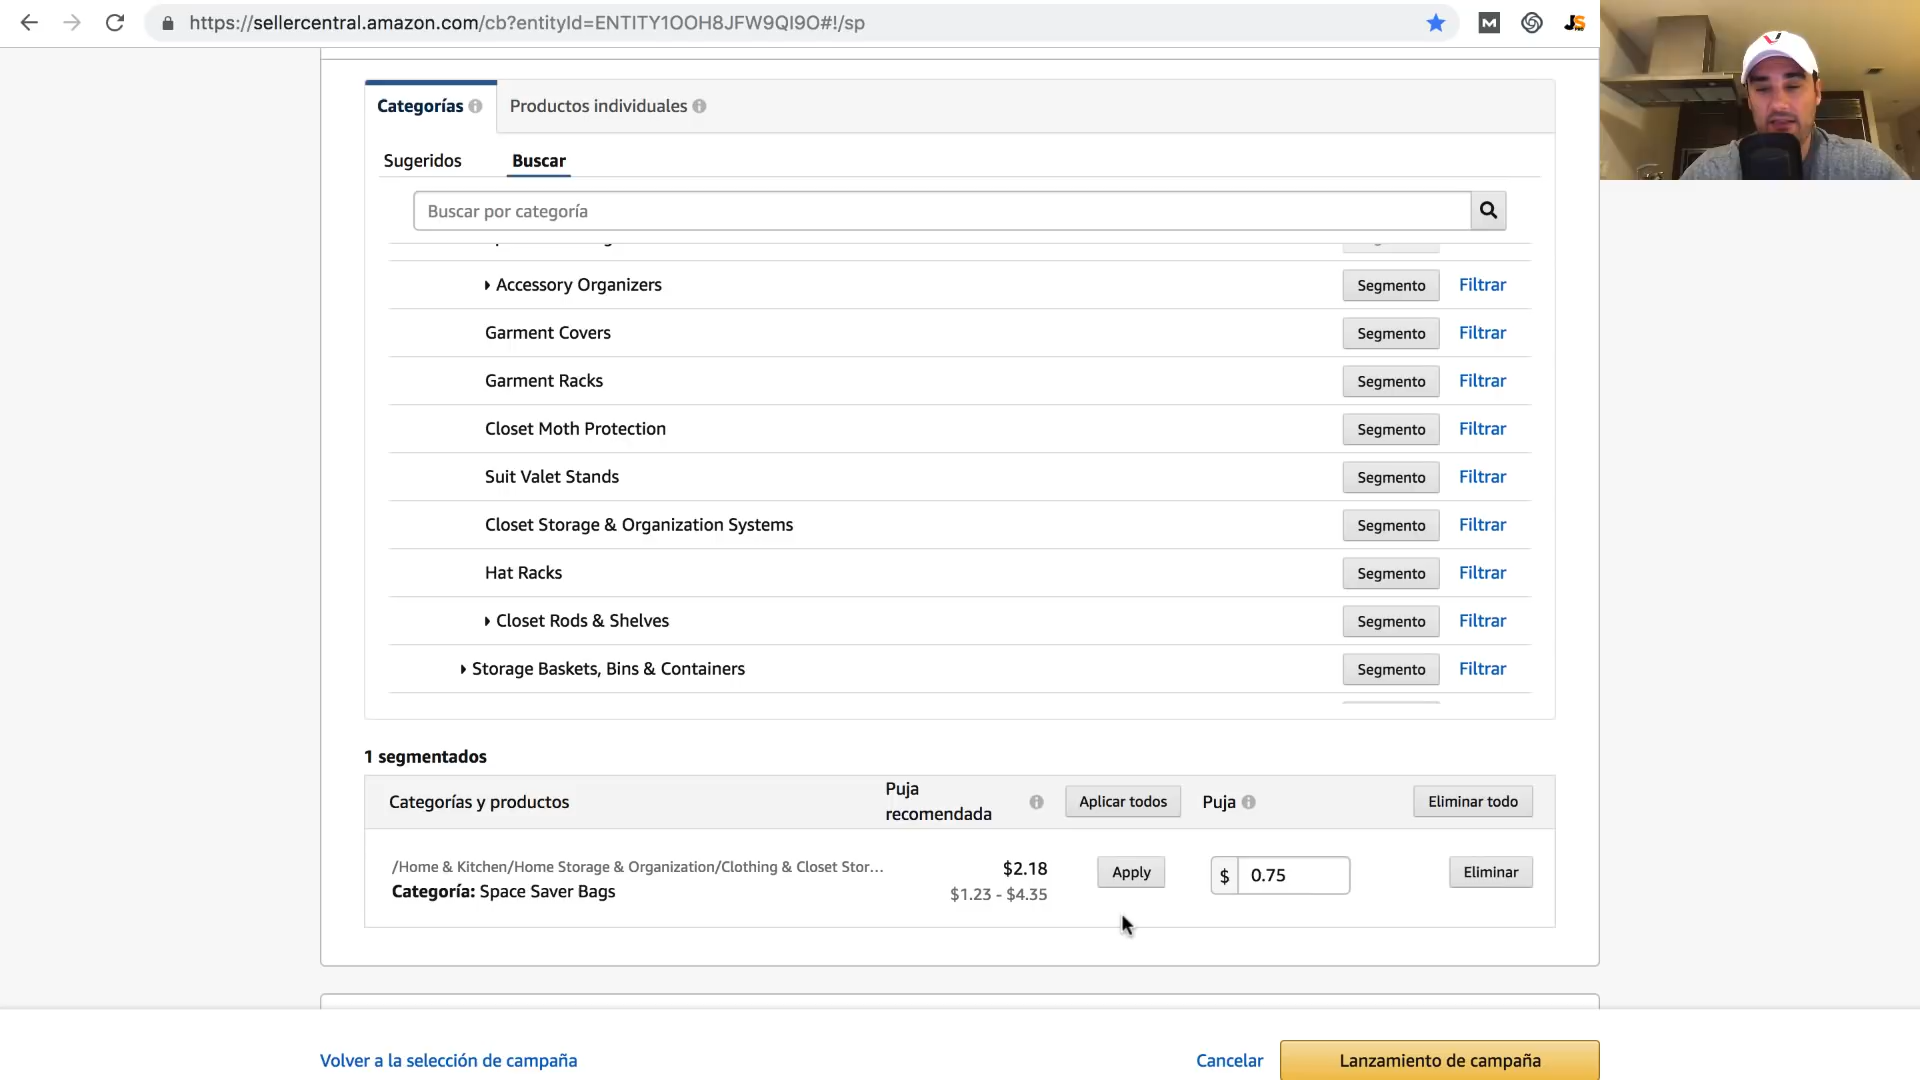 https://sellercentral.amazon.com/cb?entityId=ENTITY1OOH8JFW9QI9O#!/sp
Categorías Productos individuales
Sugeridos Buscar
Buscar por categoría
Accessory Organizers Segmento Filtrar
Garment Covers Segmento Filtrar
Garment Racks Segmento Filtrar
Closet Moth Protection Segmento Filtrar
Suit Valet Stands Segmento Filtrar
Closet Storage & Organization Systems Segmento Filtrar
Hat Racks Segmento Filtrar
Closet Rods & Shelves Segmento Filtrar
Storage Baskets, Bins & Containers Segmento Filtrar
1 segmentados
Categorías y productos Puja recomendada Aplicar todos Puja Eliminar todo
/Home & Kitchen/Home Storage & Organization/Clothing & Closet Stor... $2.18 Apply $ 0.75 Eliminar
Categoría: Space Saver Bags $1.23 - $4.35
Volver a la selección de campaña Cancelar Lanzamiento de campaña